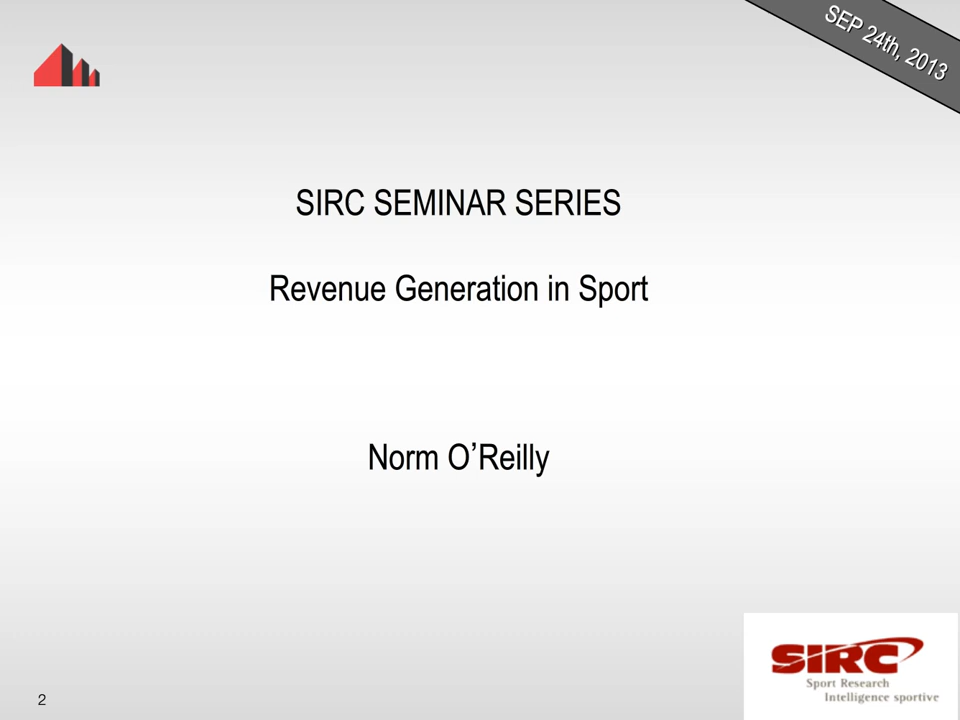 SEP 24th, 2013
SIRC SEMINAR SERIES
Revenue Generation in Sport
Norm O’Reilly
SIRC
Sport Research
Intelligence sportive
2